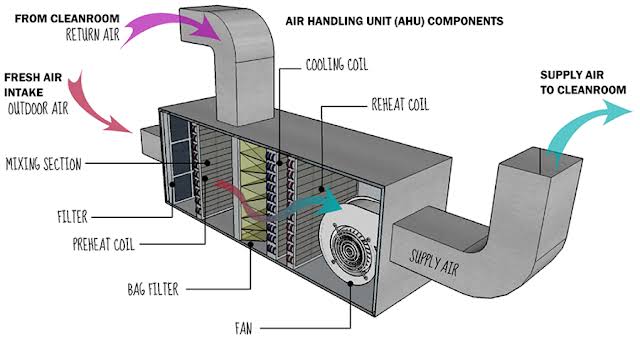 AIR HANDLING UNIT (AHU) COMPONENTS
FROM CLEANROOM
RETURN AIR
FRESH AIR
INTAKE
OUTDOOR AIR
COOLING COIL
REHEAT COIL
SUPPLY AIR
TO CLEANROOM
MIXING SECTION
FILTER
PREHEAT COIL
BAG FILTER
FAN
SUPPLY AIR